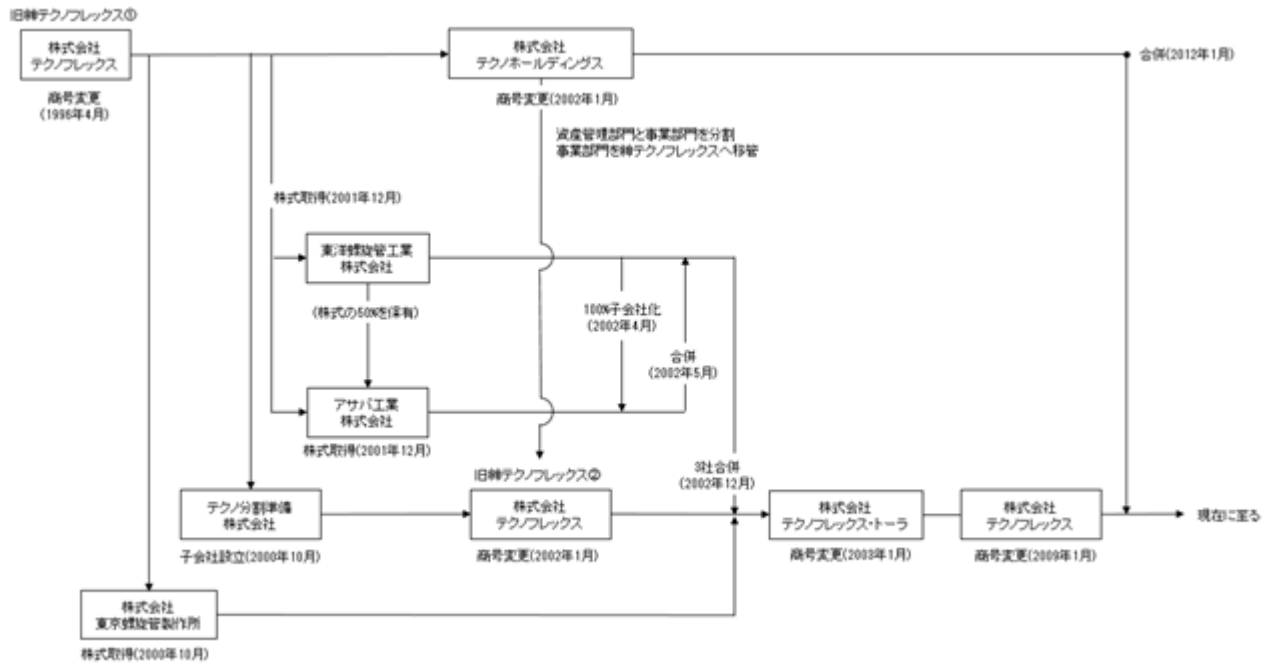 旧㈱テクノフレックス①
株式会社
テクノフレックス
商号変更
(1996年4月)
株式会社
テクノホールディングス
商号変更(2002年1月)
合併(2012年1月)
資産管理部門と事業部門を分割
事業部門を㈱テクノフレックスへ移管
株式取得(2001年12月)
東洋螺旋管工業
株式会社
(株式の50%を保有)
100%子会社化
(2002年4月)
合併
(2002年5月)
アサバ工業
株式会社
株式取得(2001年12月)
旧㈱テクノフレックス②
3社合併
(2002年12月)
テクノ分割準備
株式会社
子会社設立(2000年10月)
株式会社
テクノフレックス
商号変更(2002年1月)
株式会社
テクノフレックス・トーラ
商号変更(2003年1月)
株式会社
テクノフレックス
商号変更(2009年1月)
現在に至る
株式会社
東京螺旋管製作所
株式取得(2000年10月)